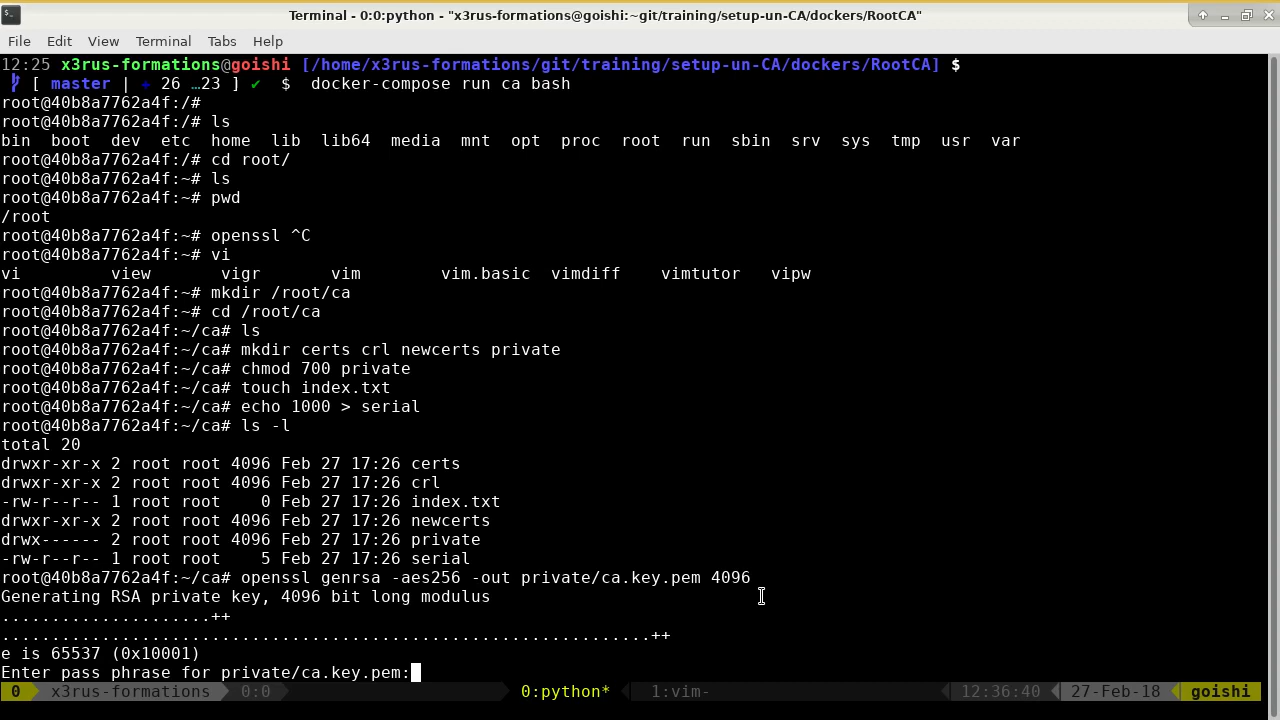 Terminal - 0:0:python - "x3rus-formations@goishi:~git/training/setup-un-CA/dockers/RootCA"
File Edit View Terminal Tabs Help
12:25 x3rus-formations@goishi [/home/x3rus-formations/git/training/setup-un-CA/dockers/RootCA] $
[ master | + 26 …23 ] ✔ $ docker-compose run ca bash
root@40b8a7762a4f:/#
root@40b8a7762a4f:/# ls
bin boot dev etc home lib lib64 media mnt opt proc root run sbin srv sys tmp usr var
root@40b8a7762a4f:/# cd root/
root@40b8a7762a4f:~# ls
root@40b8a7762a4f:~# pwd
/root
root@40b8a7762a4f:~# openssl ^C
root@40b8a7762a4f:~# vi
vi view vigr vim vim.basic vimdiff vimtutor vipw
root@40b8a7762a4f:~# mkdir /root/ca
root@40b8a7762a4f:~# cd /root/ca
root@40b8a7762a4f:~/ca# ls
root@40b8a7762a4f:~/ca# mkdir certs crl newcerts private
root@40b8a7762a4f:~/ca# chmod 700 private
root@40b8a7762a4f:~/ca# touch index.txt
root@40b8a7762a4f:~/ca# echo 1000 > serial
root@40b8a7762a4f:~/ca# ls -l
total 20
drwxr-xr-x 2 root root 4096 Feb 27 17:26 certs
drwxr-xr-x 2 root root 4096 Feb 27 17:26 crl
-rw-r--r-- 1 root root 0 Feb 27 17:26 index.txt
drwxr-xr-x 2 root root 4096 Feb 27 17:26 newcerts
drwx------ 2 root root 4096 Feb 27 17:26 private
-rw-r--r-- 1 root root 5 Feb 27 17:26 serial
root@40b8a7762a4f:~/ca# openssl genrsa -aes256 -out private/ca.key.pem 4096
Generating RSA private key, 4096 bit long modulus
.....................++
.................................................................++
e is 65537 (0x10001)
Enter pass phrase for private/ca.key.pem:
0 x3rus-formations 0:0 0:python* 1:vim- 12:36:40 27-Feb-18 goishi